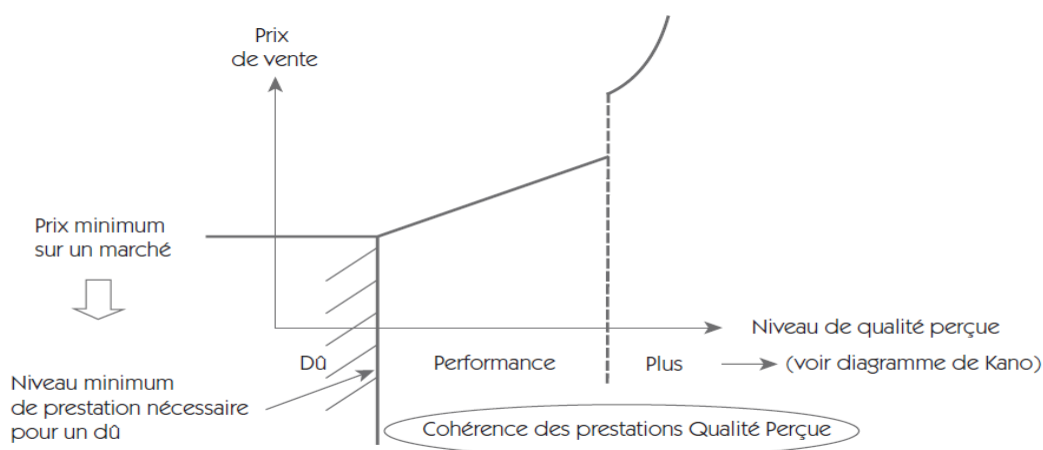 Prix
de vente
Prix minimum
sur un marché
Niveau de qualité perçue
Dû
Performance
Plus
(voir diagramme de Kano)
Niveau minimum
de prestation nécessaire
pour un dû
Cohérence des prestations Qualité Perçue